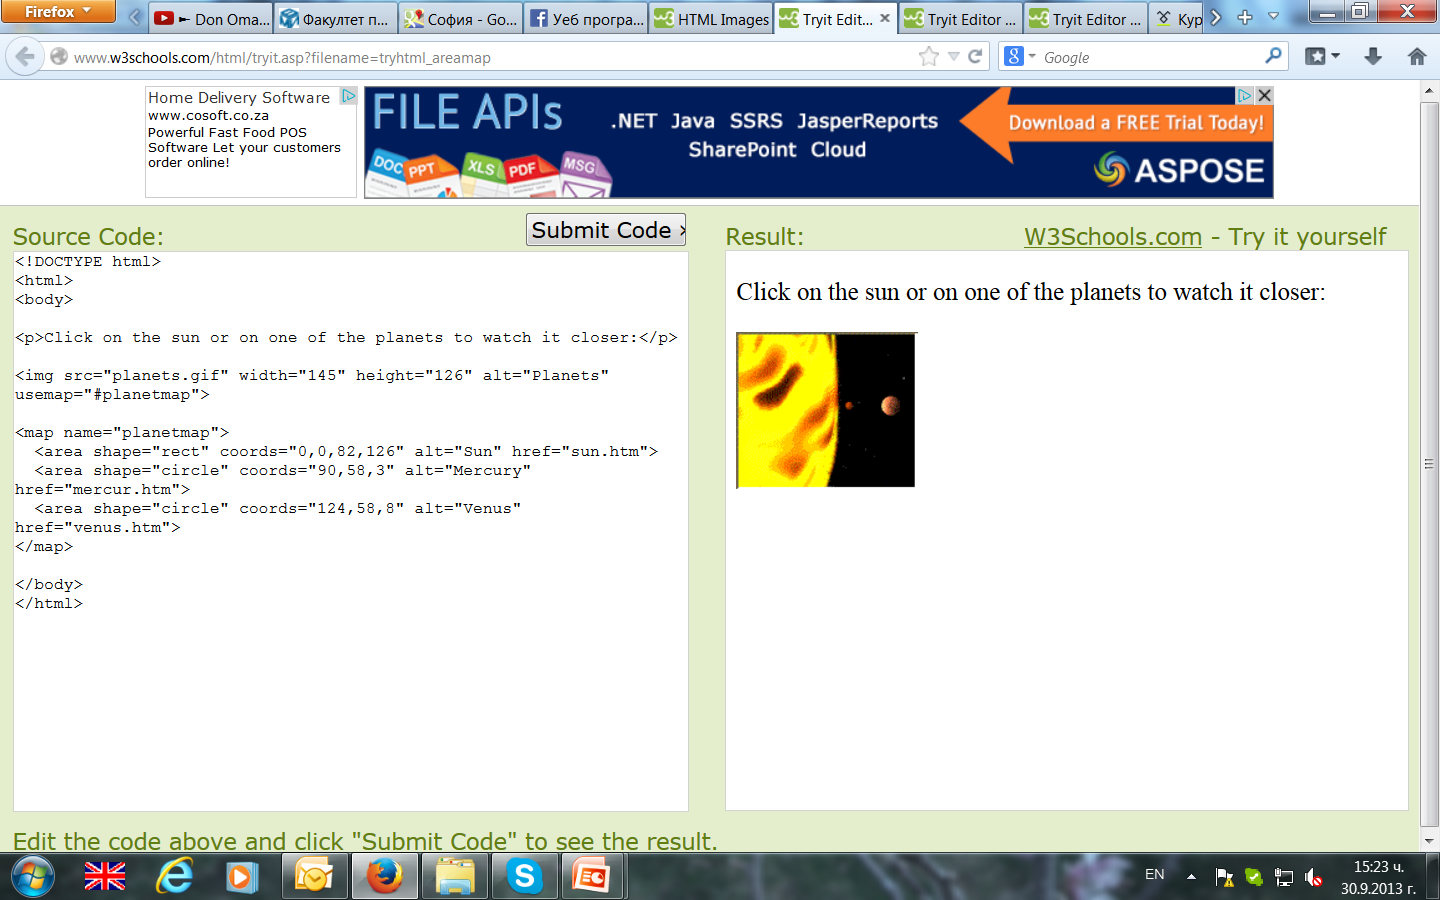 Firefox
► Don Oma...
Факултет п...
София - Go...
Уеб програ...
HTML Images
Tryit Edit...
Tryit Editor ...
Tryit Editor ...
Кур
www.w3schools.com/html/tryit.asp?filename=tryhtml_areamap
Google
Home Delivery Software
www.cosoft.co.za
Powerful Fast Food POS
Software Let your customers
order online!
FILE APIs
.NET Java SSRS JasperReports
SharePoint Cloud
DOC PPT XLS PDF MSG
Download a FREE Trial Today!
ASPOSE
Source Code:
Submit Code »
Result:
W3Schools.com - Try it yourself
<!DOCTYPE html>
<html>
<body>
<p>Click on the sun or on one of the planets to watch it closer:</p>
<img src="planets.gif" width="145" height="126" alt="Planets"
usemap="#planetmap">
<map name="planetmap">
<area shape="rect" coords="0,0,82,126" alt="Sun" href="sun.htm">
<area shape="circle" coords="90,58,3" alt="Mercury"
href="mercur.htm">
<area shape="circle" coords="124,58,8" alt="Venus"
href="venus.htm">
</map>
</body>
</html>
Click on the sun or on one of the planets to watch it closer:
Edit the code above and click "Submit Code" to see the result.
EN
15:23 ч.
30.9.2013 г.